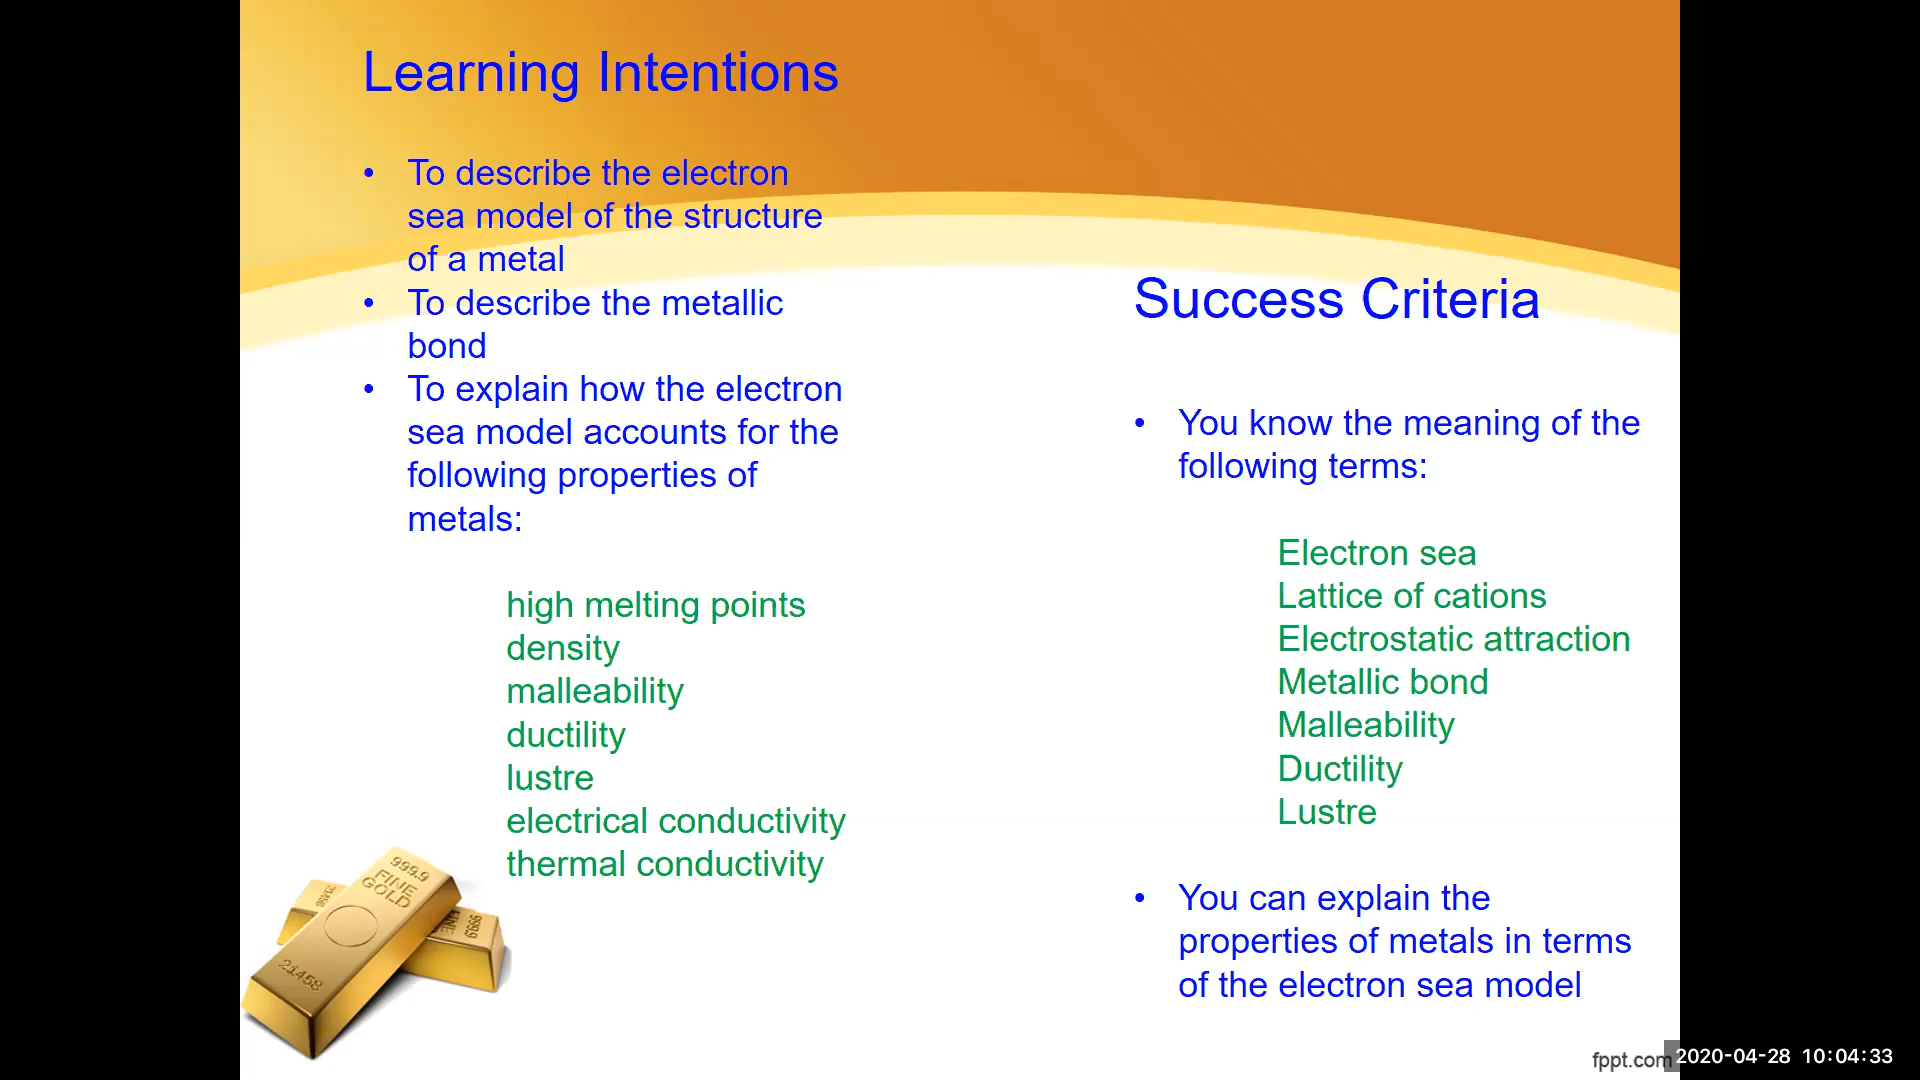 Learning Intentions
• To describe the electron
sea model of the structure
of a metal
• To describe the metallic
bond
• To explain how the electron
sea model accounts for the
following properties of
metals:
high melting points
density
malleability
ductility
lustre
electrical conductivity
thermal conductivity
Success Criteria
• You know the meaning of the
following terms:
Electron sea
Lattice of cations
Electrostatic attraction
Metallic bond
Malleability
Ductility
Lustre
• You can explain the
properties of metals in terms
of the electron sea model
999.9
FINE
GOLD
21458
fppt.com
2020-04-28 10:04:33